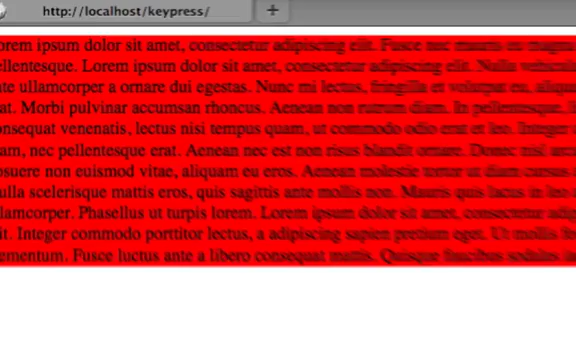 http://localhost/keypress/
orem ipsum dolor sit amet, consectetur adipiscing elit. Fusce nec
ellentesque. Lorem ipsum dolor sit amet, consectetur adipiscing elit. Nulla
ate ullamcorper a ornare dui egestas. Nunc mi lectus, fringilla et volutpat eu,
at. Morbi pulvinar accumsan rhoncus. Aenean non rutrum diam. In pellentesque
onsequat venenatis, lectus nisi tempus quam, ut commodo odio erat et leo. Integer
am, nec pellentesque erat. Aenean nec est non risus blandit ornare. Donec nisl
osuere non euismod vitae, aliquam eu eros. Aenean molestie tortor ut diam cursus
ulla scelerisque mattis eros, quis sagittis ante mollis non. Mauris quis lacus in leo
llamcorper. Phasellus ut turpis lorem. Lorem ipsum dolor sit amet, consectetur
it. Integer commodo porttitor lectus, a adipiscing sapien pretium eget. Ut mollis
ementum. Fusce luctus ante a libero consequat mattis. Quisque faucibus sodales